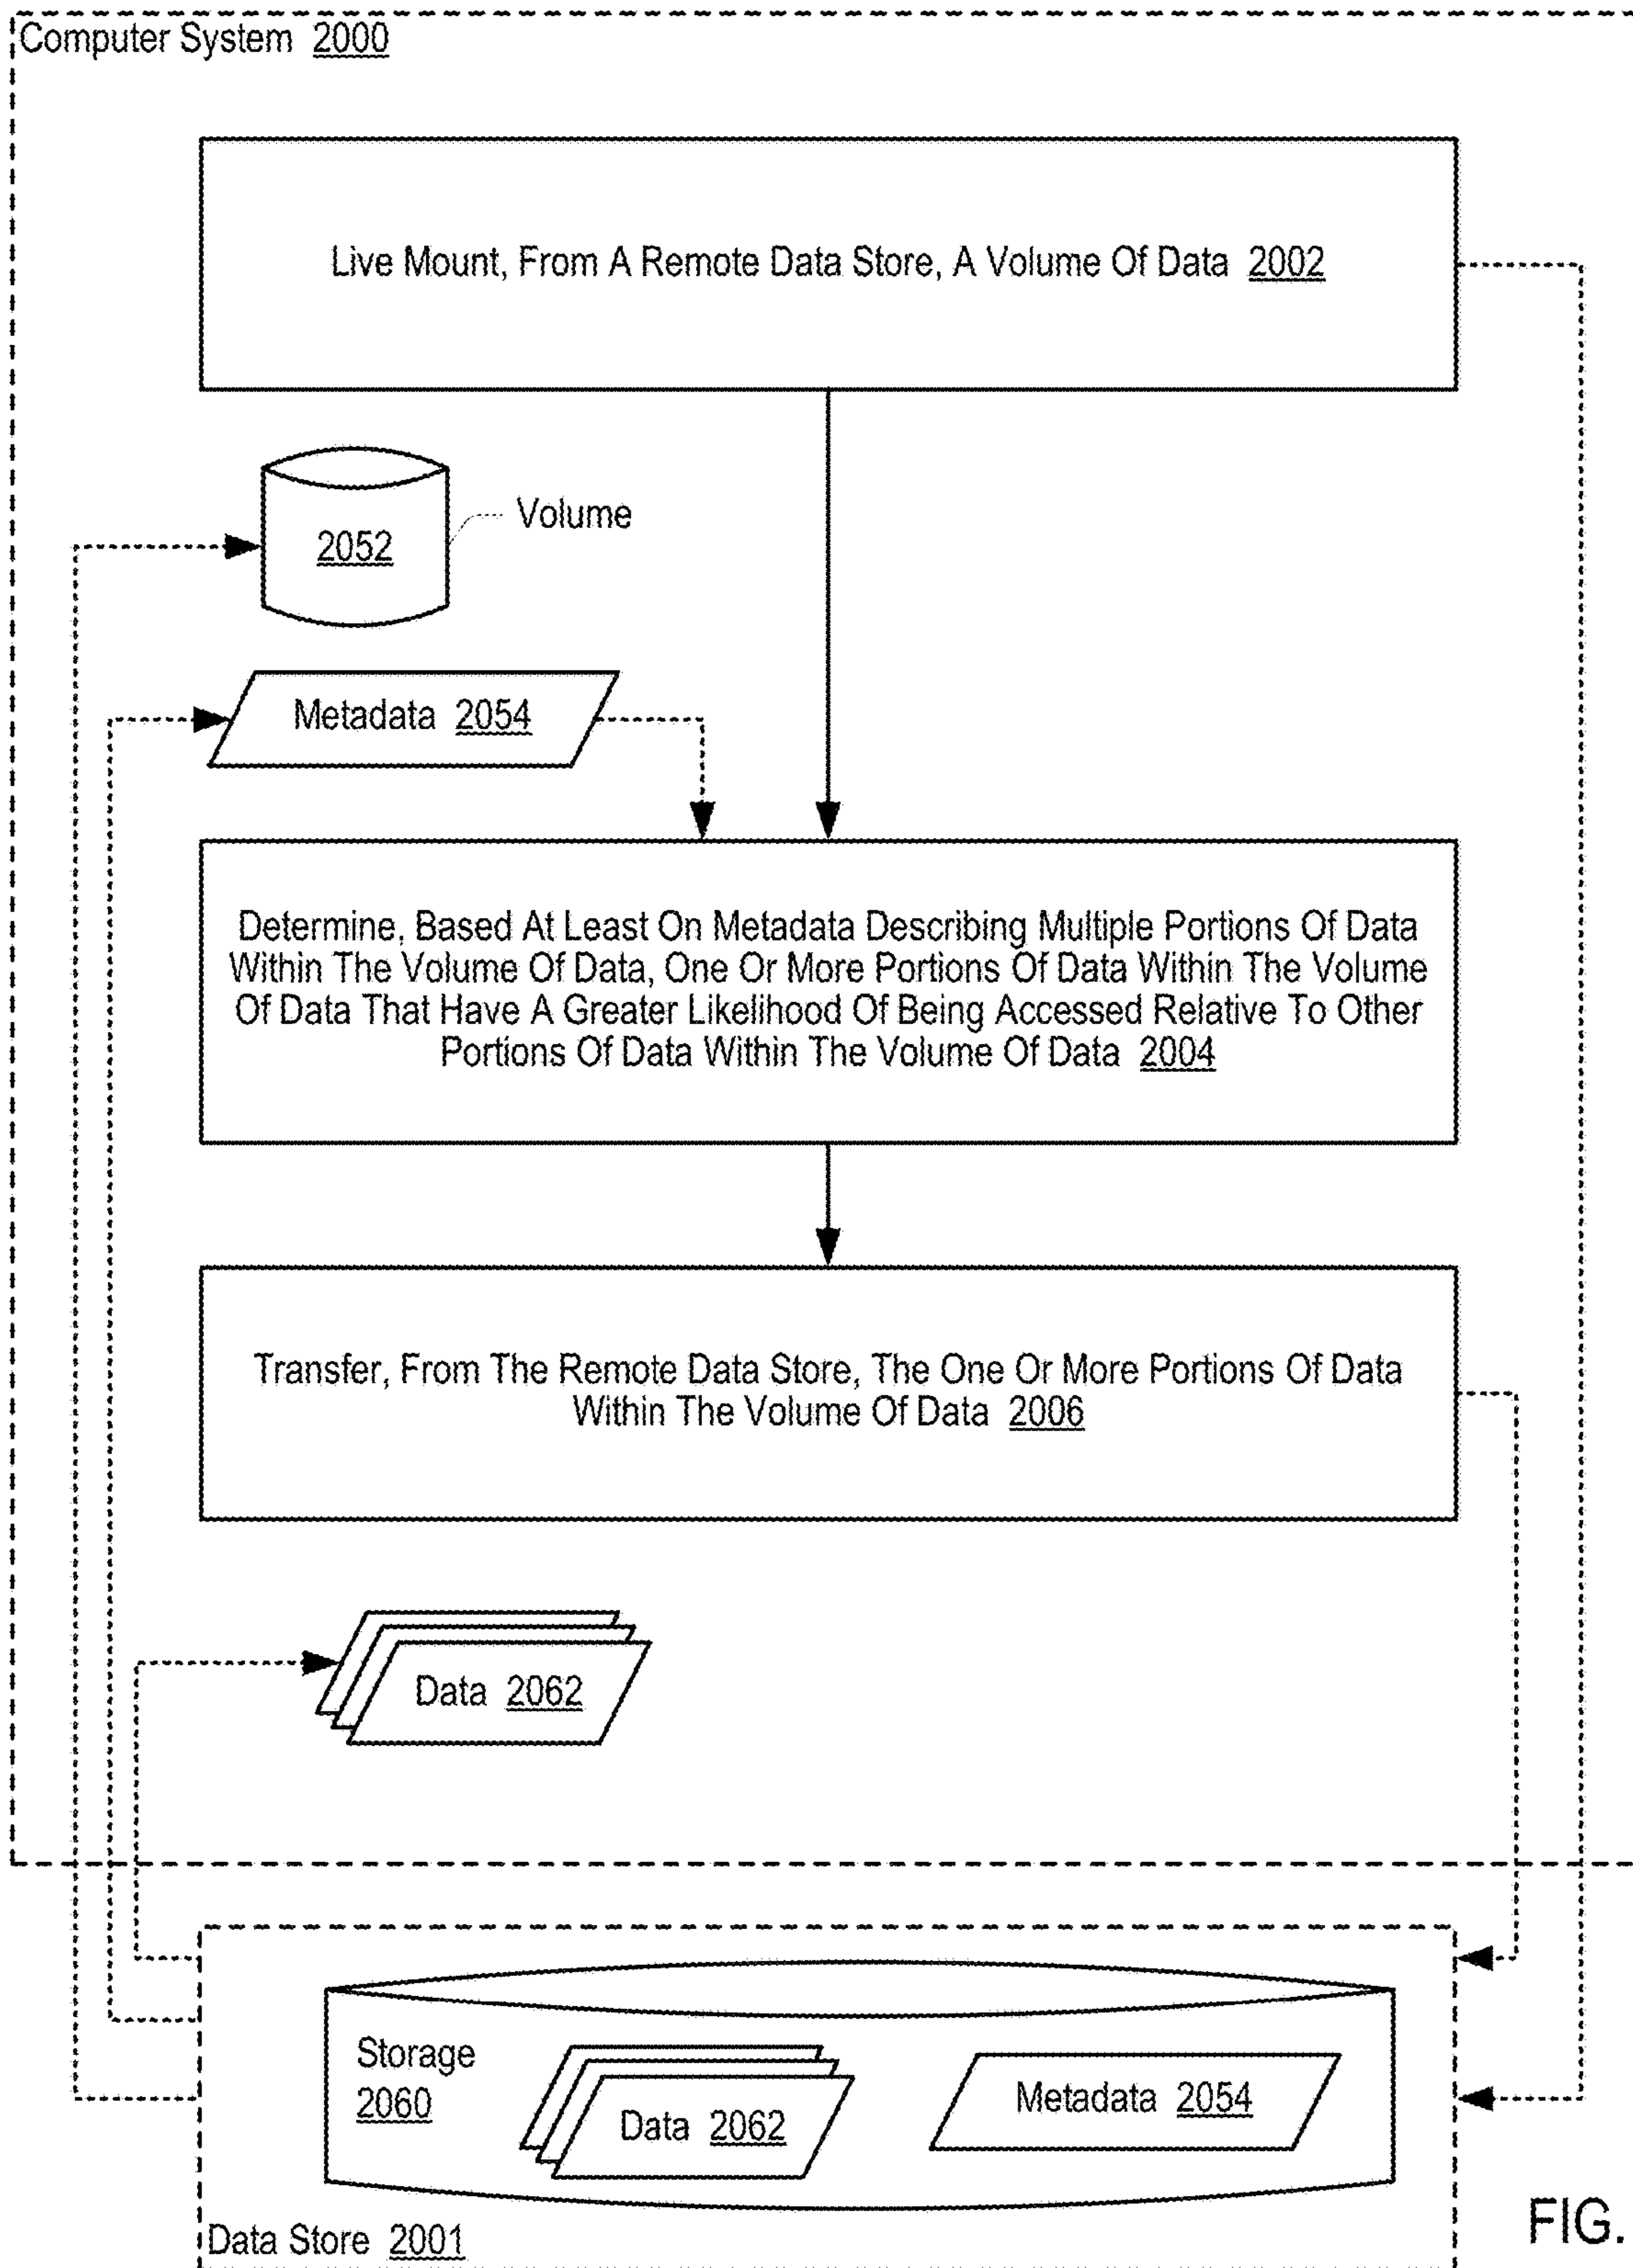 Computer System 2000
Live Mount, From A Remote Data Store, A Volume Of Data 2002
Volume
2052
Metadata 2054
Determine, Based At Least On Metadata Describing Multiple Portions Of Data
Within The Volume Of Data, One Or More Portions Of Data Within The Volume
Of Data That Have A Greater Likelihood Of Being Accessed Relative To Other
Portions Of Data Within The Volume Of Data 2004
Transfer, From The Remote Data Store, The One Or More Portions Of Data
Within The Volume Of Data 2006
Data 2062
Storage
2060
Data 2062
Metadata 2054
Data Store 2001
FIG.